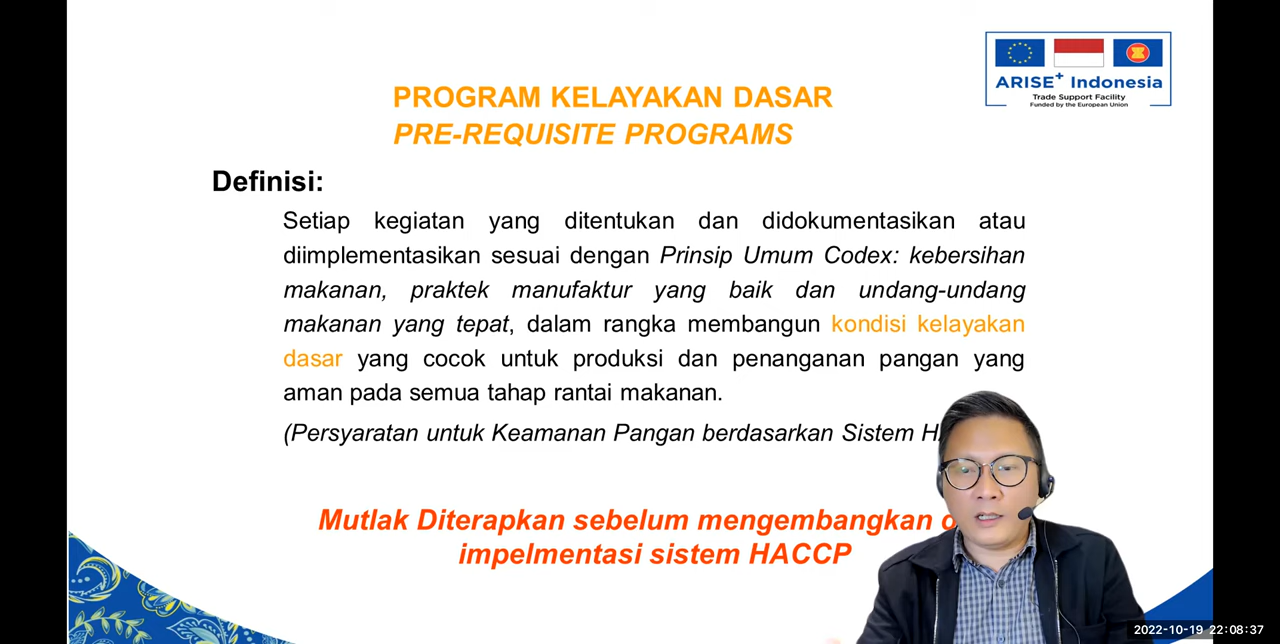 ARISE+ Indonesia
Trade Support Facility
Funded by the European Union
PROGRAM KELAYAKAN DASAR
PRE-REQUISITE PROGRAMS
Definisi:
Setiap kegiatan yang ditentukan dan didokumentasikan atau
diimplementasikan sesuai dengan Prinsip Umum Codex: kebersihan
makanan, praktek manufaktur yang baik dan undang-undang
makanan yang tepat, dalam rangka membangun kondisi kelayakan
dasar yang cocok untuk produksi dan penanganan pangan yang
aman pada semua tahap rantai makanan.
(Persyaratan untuk Keamanan Pangan berdasarkan Sistem
Mutlak Diterapkan sebelum mengembangkan
impelmentasi sistem HACCP
2022-10-19 22:08:37